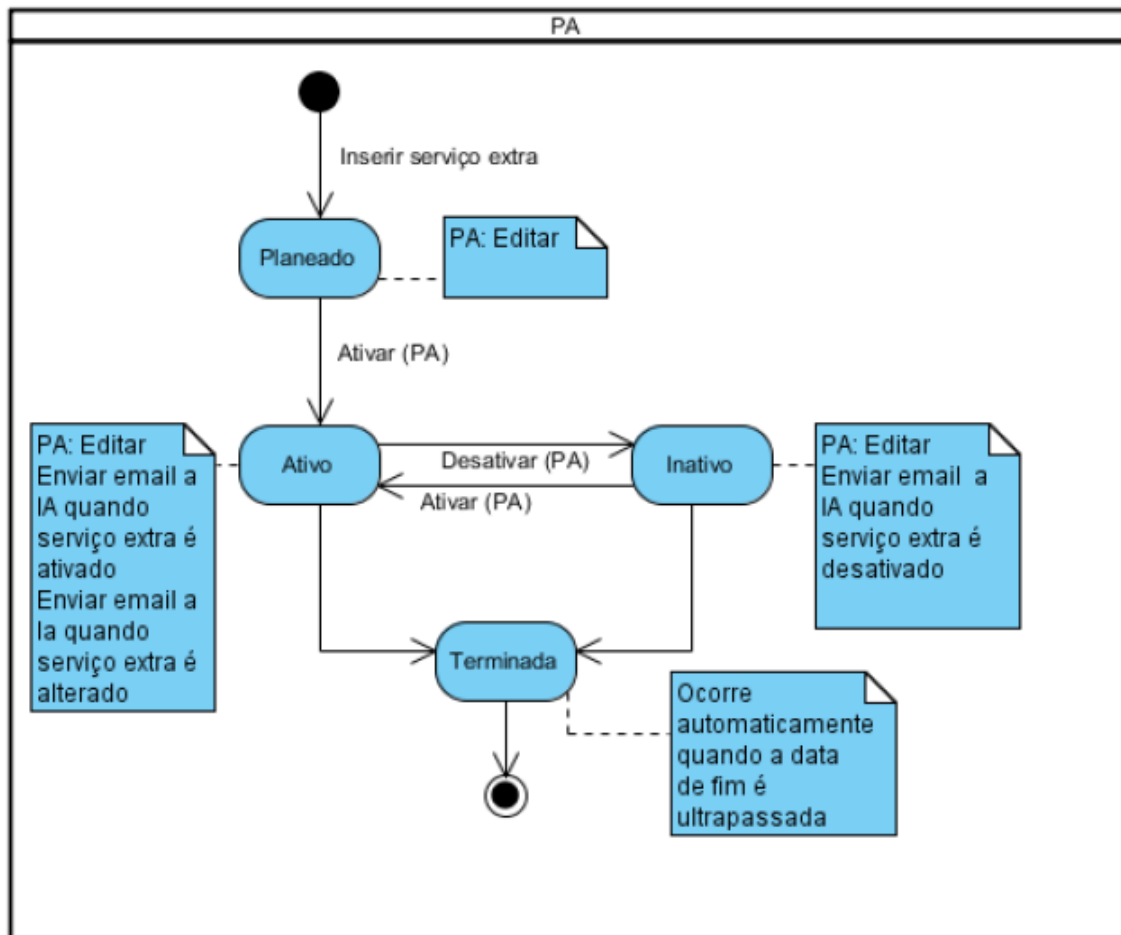 PA
Inserir serviço extra
Planeado
PA: Editar
Ativar (PA)
PA: Editar
Enviar email a
IA quando
serviço extra é
ativado
Enviar email a
Ia quando
serviço extra é
alterado
Ativo
Desativar (PA)
Ativar (PA)
Inativo
PA: Editar
Enviar email a
IA quando
serviço extra é
desativado
Terminada
Ocorre
automaticamente
quando a data
de fim é
ultrapassada